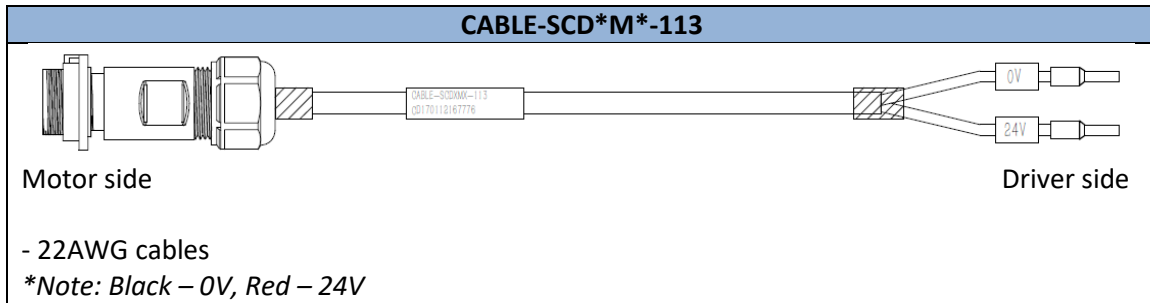 CABLE-SCD*M*-113
CABLE-SCDXMX-113
0V
24V
Motor side
Driver side
- 22AWG cables
*Note: Black – 0V, Red – 24V